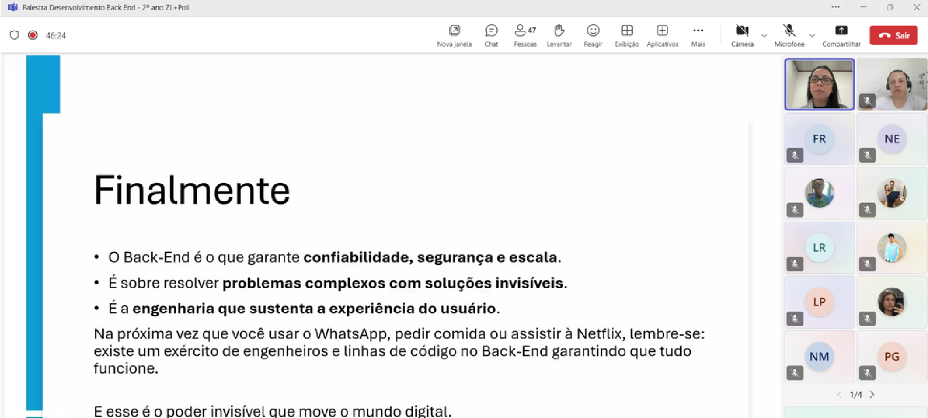 Palestra Desenvolvimento Back End - 2º ano ZL+Poli
46:24
Nova janela
Chat
Pessoas
47
Levantar
Reagir
Exibição
Aplicativos
Mais
Câmera
Microfone
Compartilhar
Sair
Finalmente
• O Back-End é o que garante confiabilidade, segurança e escala.
• É sobre resolver problemas complexos com soluções invisíveis.
• É a engenharia que sustenta a experiência do usuário.
Na próxima vez que você usar o WhatsApp, pedir comida ou assistir à Netflix, lembre-se:
existe um exército de engenheiros e linhas de código no Back-End garantindo que tudo
funcione.
E esse é o poder invisível que move o mundo digital.
FR
NE
LR
LP
NM
PG
1/4